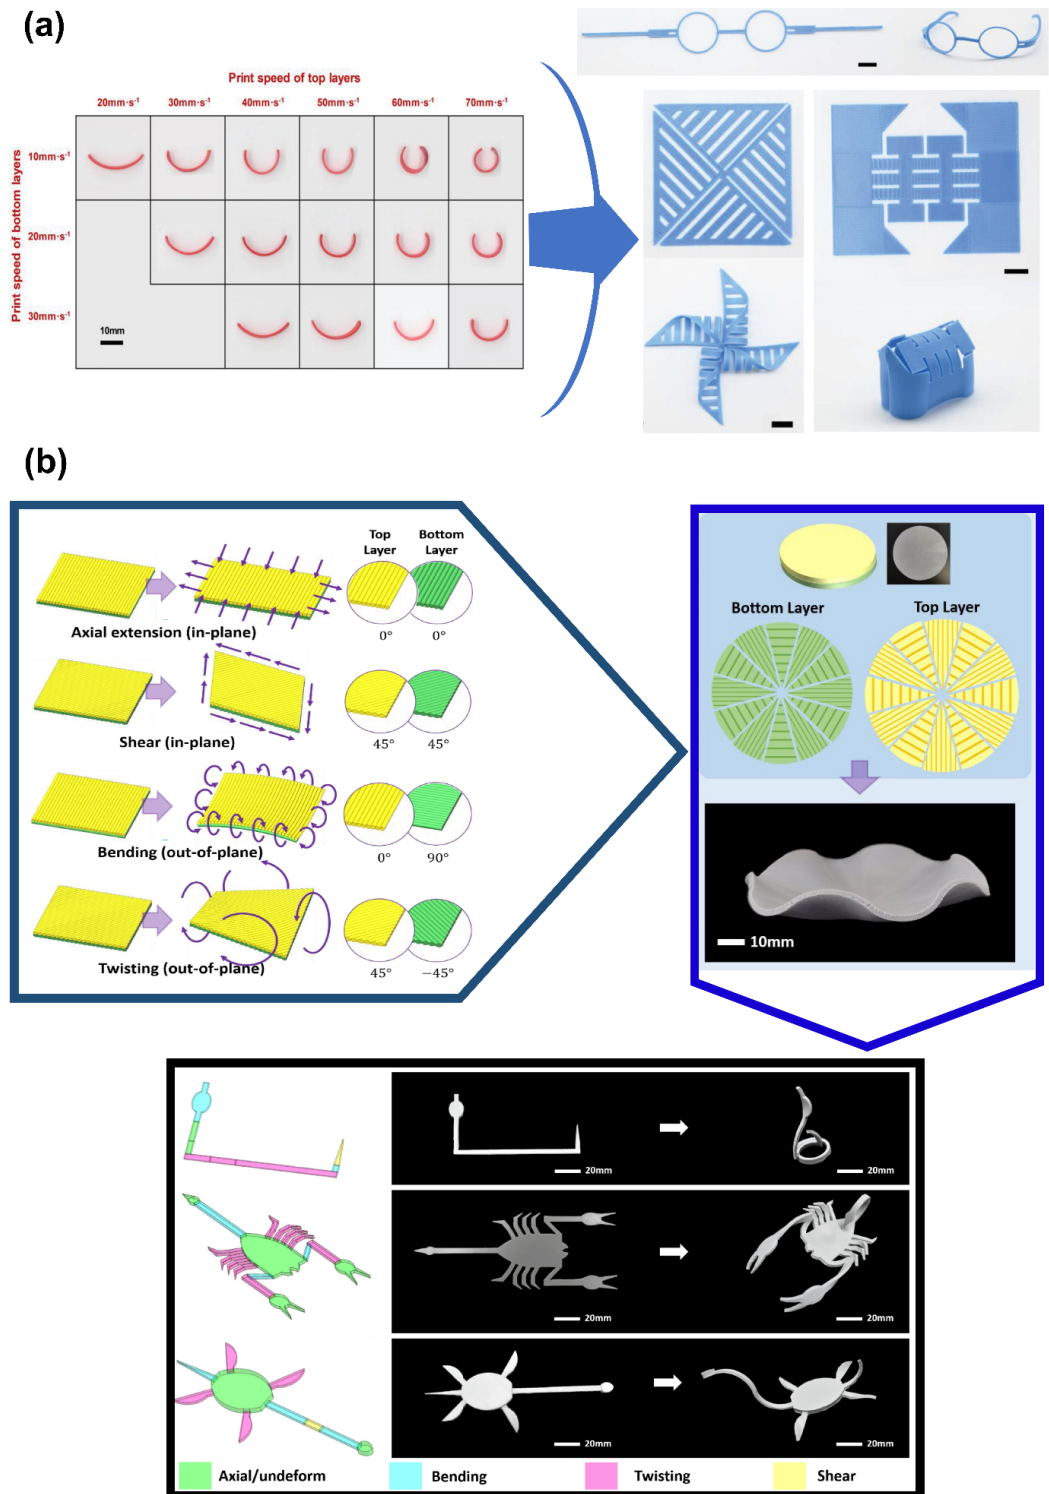 (a)
Print speed of top layers
20mm·s⁻¹ 30mm·s⁻¹ 40mm·s⁻¹ 50mm·s⁻¹ 60mm·s⁻¹ 70mm·s⁻¹
Print speed of bottom layers
10mm·s⁻¹
20mm·s⁻¹
30mm·s⁻¹
10mm
(b)
Top Layer
Bottom Layer
Axial extension (in-plane)
0° 0°
Shear (in-plane)
45° 45°
Bending (out-of-plane)
0° 90°
Twisting (out-of-plane)
45° −45°
Bottom Layer Top Layer
10mm
20mm 20mm
20mm 20mm
20mm 20mm
Axial/undeform Bending Twisting Shear